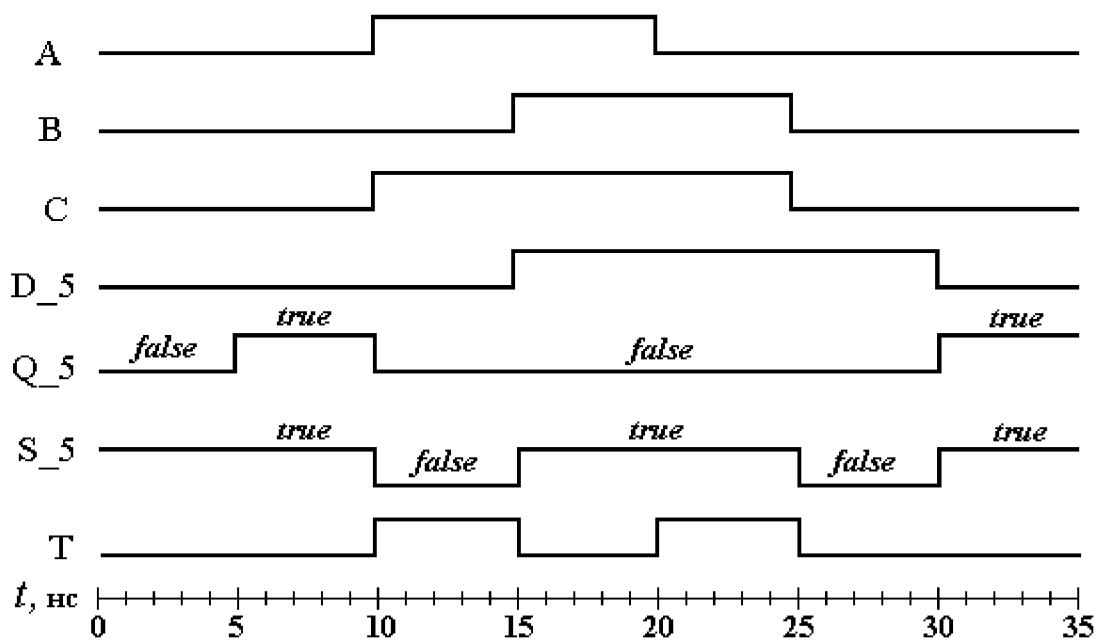 A
B
C
D_5
true true
false false
Q_5
true true true
S_5 false false
T
t, нс
0 5 10 15 20 25 30 35